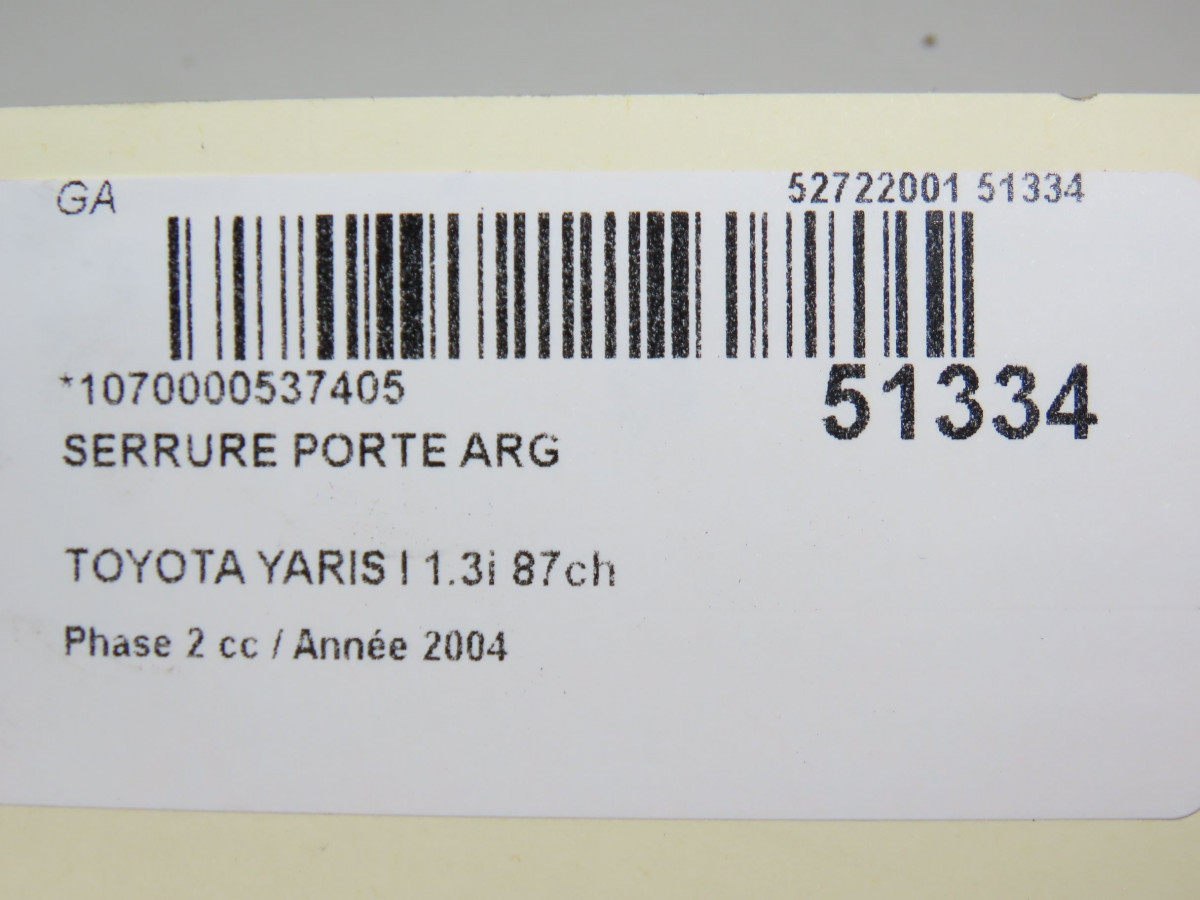 GA
52722001 51334
*1070000537405
51334
SERRURE PORTE ARG
TOYOTA YARIS I 1.3i 87ch
Phase 2 cc / Année 2004